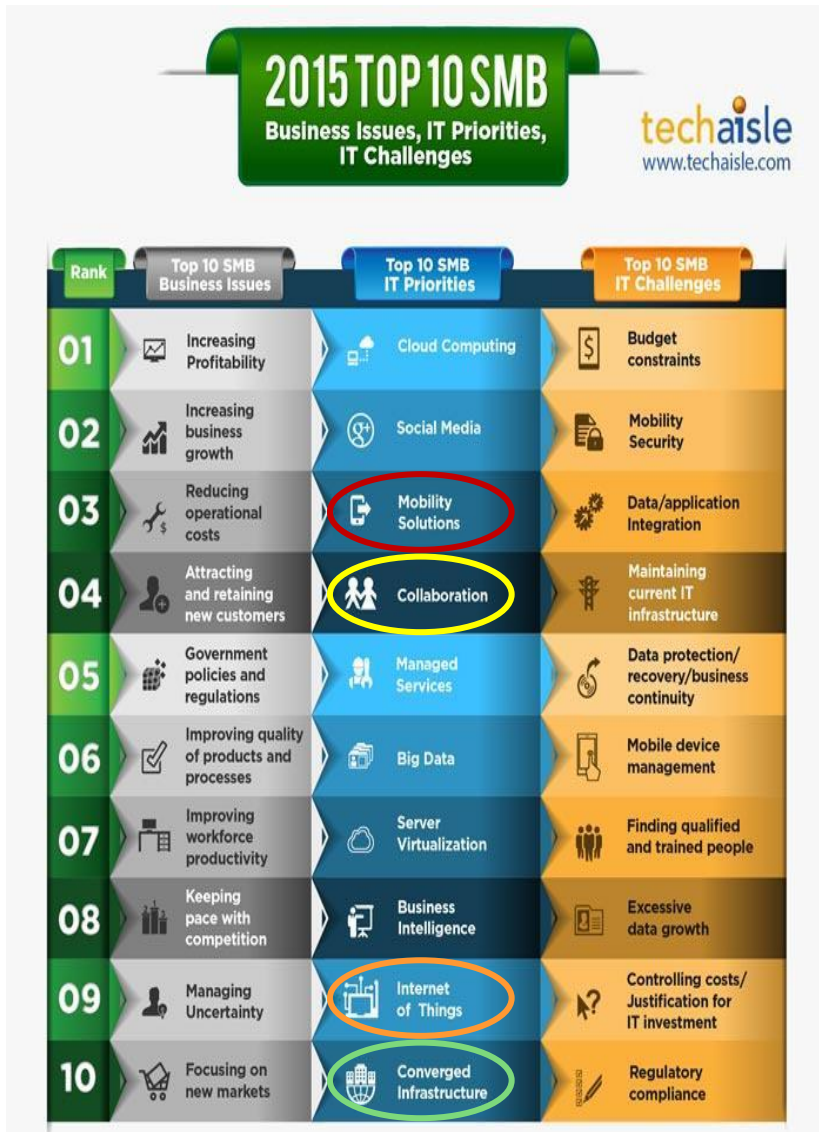 2015 TOP 10 SMB
Business Issues, IT Priorities,
IT Challenges
techaisle
www.techaisle.com
Rank
Top 10 SMB
Business Issues
Top 10 SMB
IT Priorities
Top 10 SMB
IT Challenges
01
Increasing
Profitability
Cloud Computing
$
Budget
constraints
02
Increasing
business
growth
g+
Social Media
Mobility
Security
03
$
Reducing
operational
costs
Mobility
Solutions
Data/application
Integration
04
Attracting
and retaining
new customers
Collaboration
Maintaining
current IT
infrastructure
05
Government
policies and
regulations
Managed
Services
Data protection/
recovery/business
continuity
06
Improving quality
of products and
processes
Big Data
Mobile device
management
07
Improving
workforce
productivity
Server
Virtualization
Finding qualified
and trained people
08
Keeping
pace with
competition
Business
Intelligence
Excessive
data growth
09
Managing
Uncertainty
Internet
of Things
?
Controlling costs/
Justification for
IT investment
10
Focusing on
new markets
Converged
Infrastructure
Regulatory
compliance